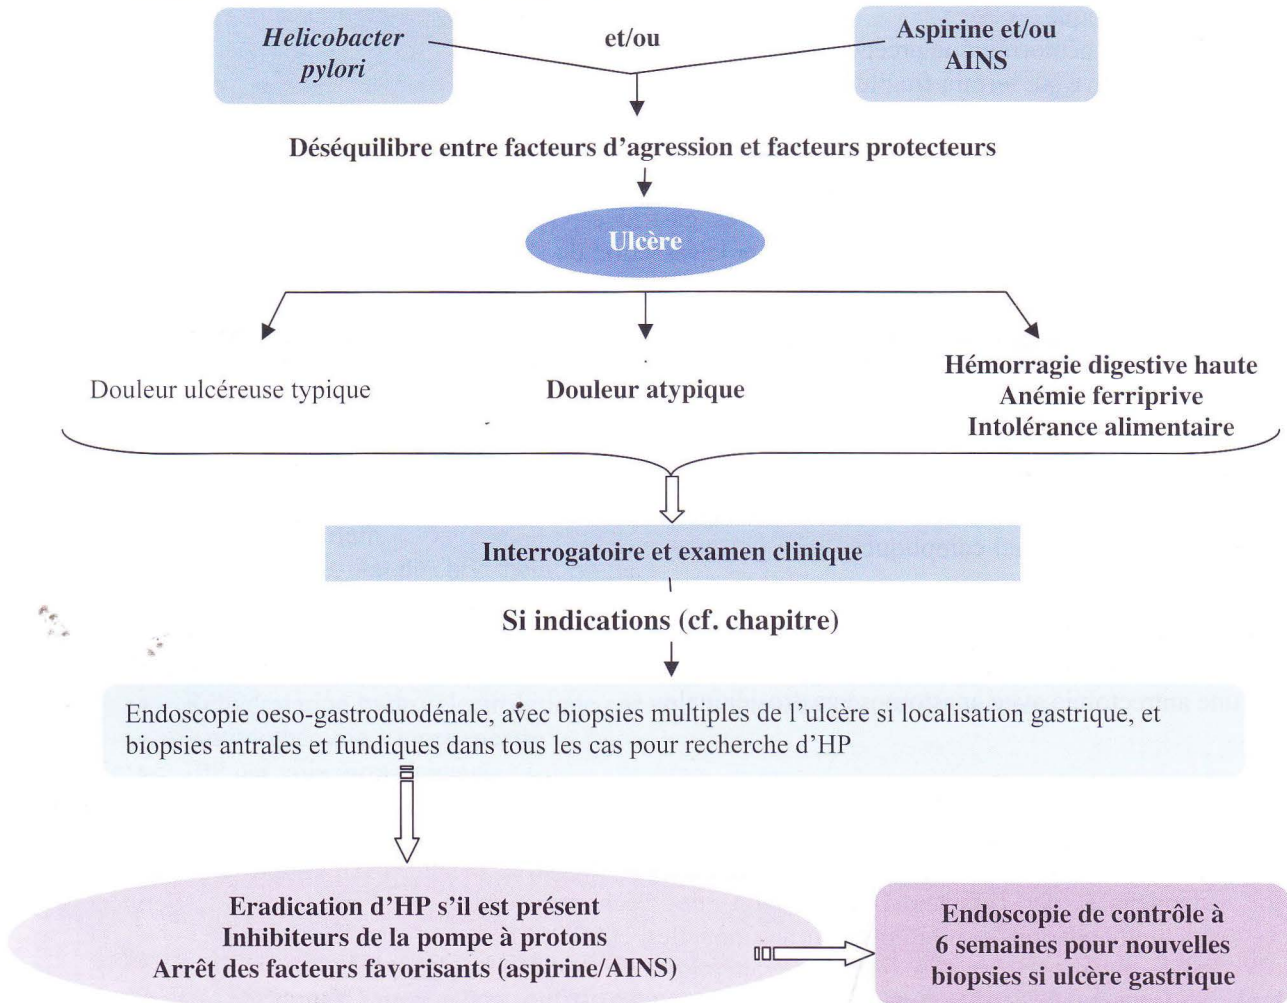 Helicobacter
pylori
et/ou
Aspirine et/ou
AINS
Déséquilibre entre facteurs d’agression et facteurs protecteurs
Ulcère
Douleur ulcéreuse typique
Douleur atypique
Hémorragie digestive haute
Anémie ferriprive
Intolérance alimentaire
Interrogatoire et examen clinique
Si indications (cf. chapitre)
Endoscopie oeso-gastroduodénale, avec biopsies multiples de l’ulcère si localisation gastrique, et
biopsies antrales et fundiques dans tous les cas pour recherche d’HP
Eradication d’HP s’il est présent
Inhibiteurs de la pompe à protons
Arrêt des facteurs favorisants (aspirine/AINS)
Endoscopie de contrôle à
6 semaines pour nouvelles
biopsies si ulcère gastrique